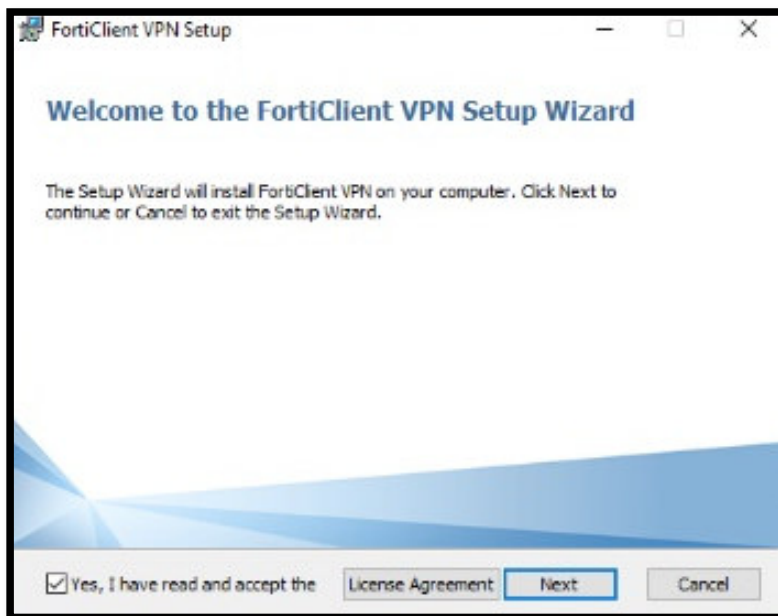 FortiClient VPN Setup
Welcome to the FortiClient VPN Setup Wizard
The Setup Wizard will install FortiClient VPN on your computer. Click Next to
continue or Cancel to exit the Setup Wizard.
Yes, I have read and accept the License Agreement Next Cancel